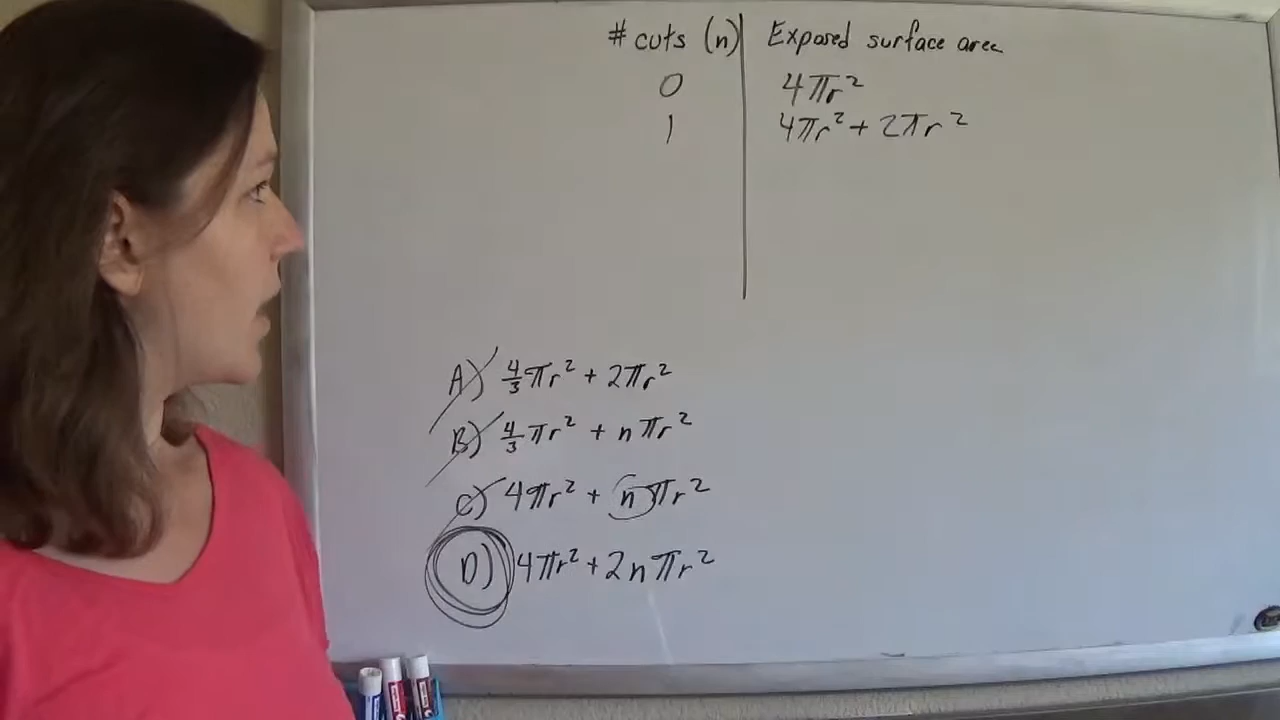 # cuts (n) Exposed surface area
0 4πr²
1 4πr² + 2πr²
A) 4/3 πr² + 2πr²
B) 4/3 πr² + nπr²
C) 4πr² + nπr²
D) 4πr² + 2nπr²